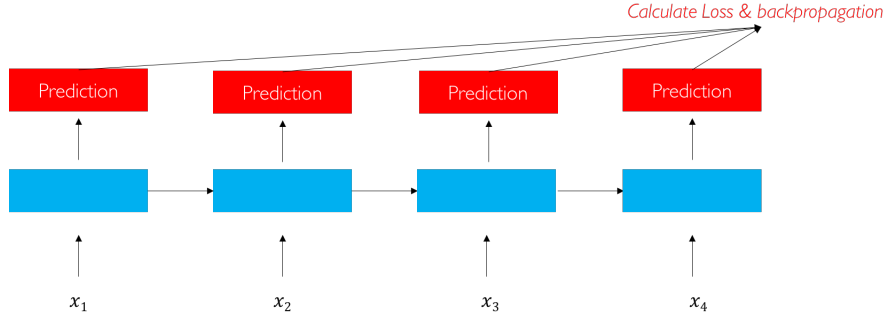 Calculate Loss & backpropagation
Prediction Prediction Prediction Prediction
x₁ x₂ x₃ x₄